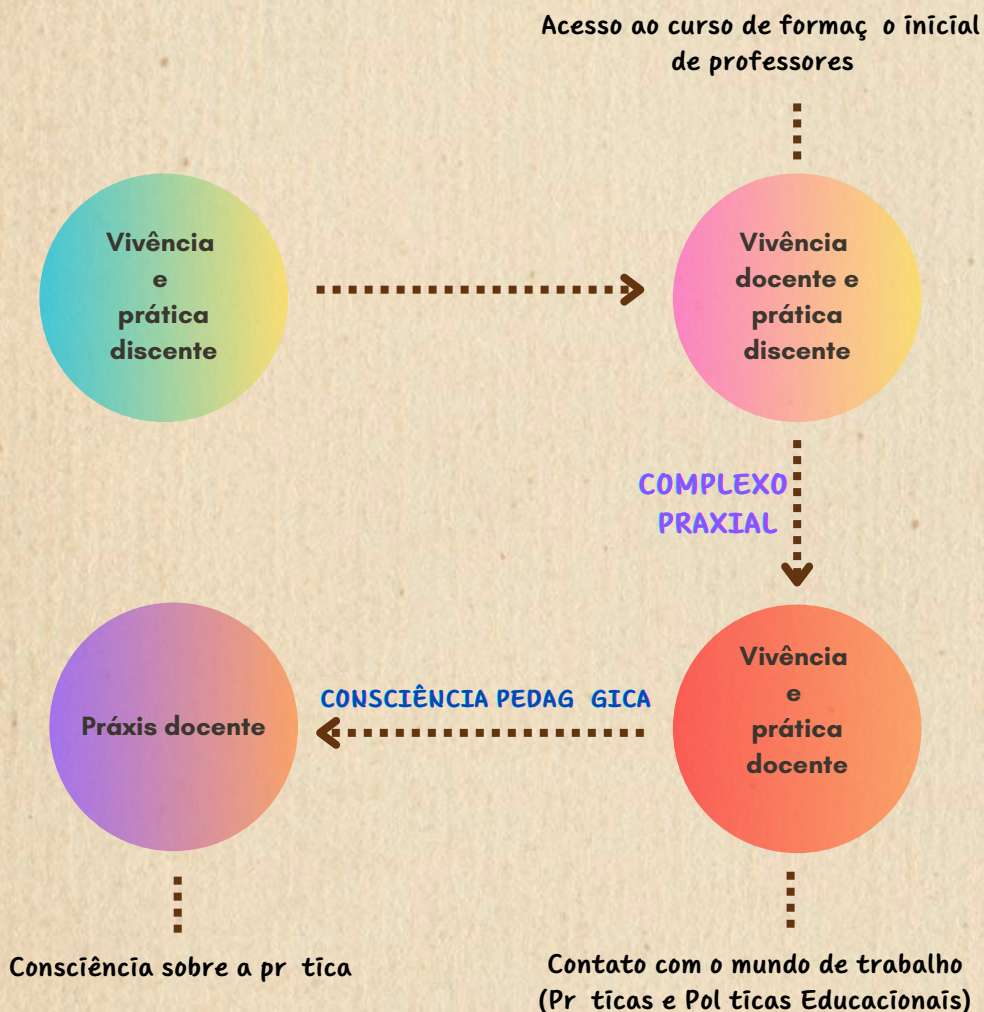 Acesso ao curso de formaç o inicial
de professores
Vivência
e
prática
discente
Vivência
docente e
prática
discente
COMPLEXO
PRAXIAL
Vivência
e
prática
docente
CONSCIÊNCIA PEDAG GICA
Práxis docente
Consciência sobre a pr tica
Contato com o mundo de trabalho
(Pr ticas e Pol ticas Educacionais)